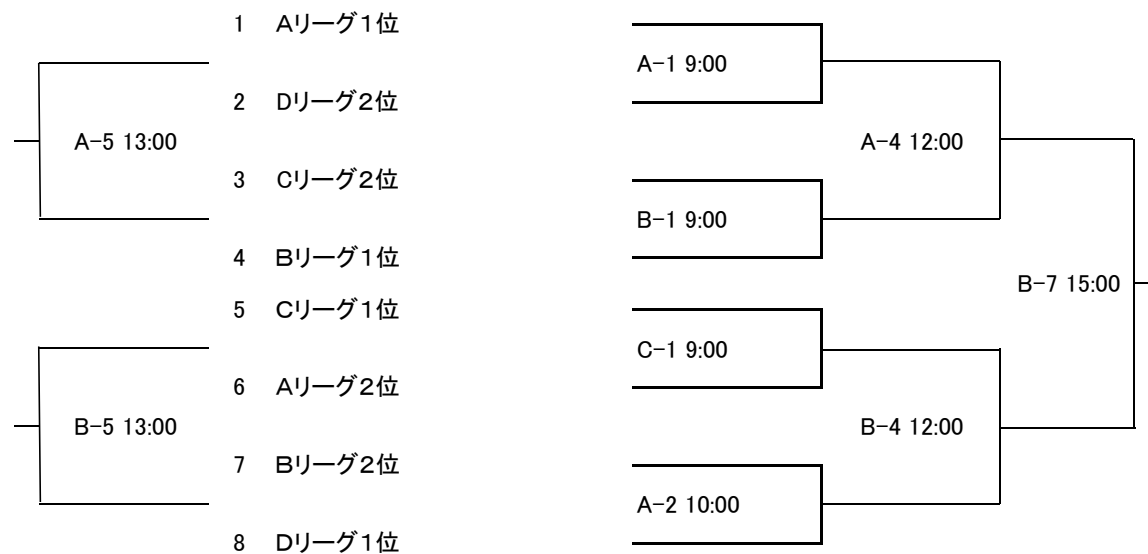 1 Aリーグ1位
A-1 9:00
2 Dリーグ2位
A-5 13:00
A-4 12:00
3 Cリーグ2位
B-1 9:00
4 Bリーグ1位
B-7 15:00
5 Cリーグ1位
C-1 9:00
6 Aリーグ2位
B-5 13:00
B-4 12:00
7 Bリーグ2位
A-2 10:00
8 Dリーグ1位